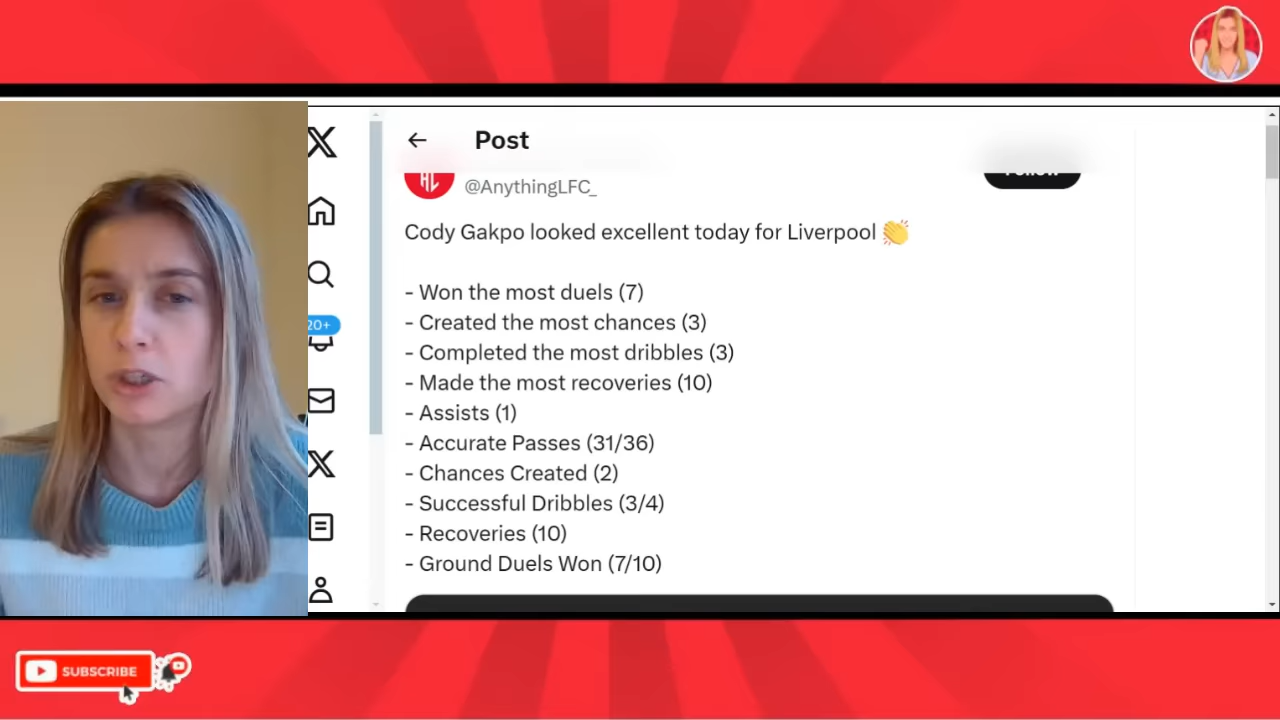 Post
@AnythingLFC_
Cody Gakpo looked excellent today for Liverpool 👏
- Won the most duels (7)
- Created the most chances (3)
- Completed the most dribbles (3)
- Made the most recoveries (10)
- Assists (1)
- Accurate Passes (31/36)
- Chances Created (2)
- Successful Dribbles (3/4)
- Recoveries (10)
- Ground Duels Won (7/10)
20+
SUBSCRIBE